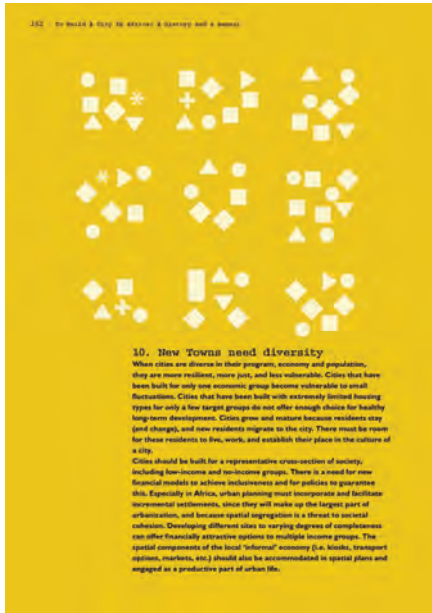 162 To Build A City In Africa: A History and A Manual
10. New Towns need diversity
When cities are diverse in their program, economy and population,
they are more resilient, more just, and less vulnerable. Cities that have
been built for only one economic group become vulnerable to small
fluctuations. Cities that have been built with extremely limited housing
types for only a few target groups do not offer enough choice for healthy
long-term development. Cities grow and mature because residents stay
(and change), and new residents migrate to the city. There must be room
for these residents to live, work, and establish their place in the culture of
a city.
Cities should be built for a representative cross-section of society,
including low-income and no-income groups. There is a need for new
financial models to achieve inclusiveness and for policies to guarantee
this. Especially in Africa, urban planning must incorporate and facilitate
incremental settlements, since they will make up the largest part of
urbanization, and because spatial segregation is a threat to societal
cohesion. Developing different sites to varying degrees of completeness
can offer financially attractive options to multiple income groups. The
spatial components of the local 'informal' economy (i.e. kiosks, transport
options, markets, etc.) should also be accommodated in spatial plans and
engaged as a productive part of urban life.